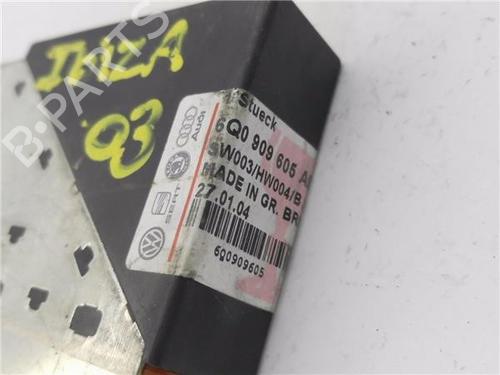 IBIZA
03
Stueck
6Q0 909 605 A
SW003/HW004/B
MADE IN GR. BR
27.01.04
6Q0909605
Audi
SEAT
B-PARTS